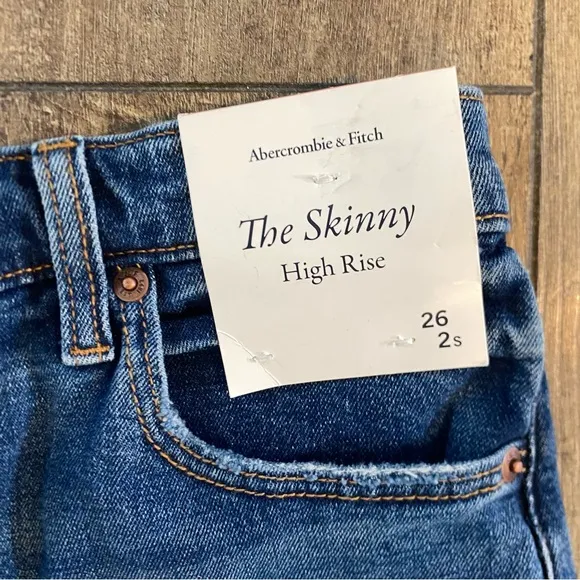 Abercrombie & Fitch
The Skinny
High Rise
26
2s